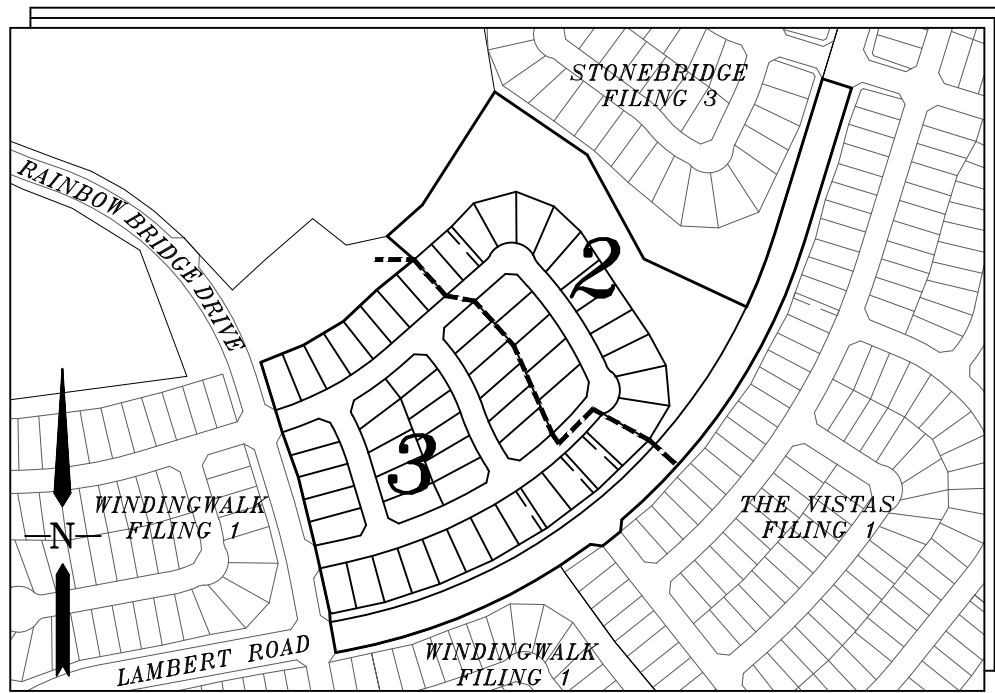 STONEBRIDGE
FILING 3
RAINBOW BRIDGE DRIVE
2
3
WINDINGWALK
FILING 1
N
THE VISTAS
FILING 1
LAMBERT ROAD
WINDINGWALK
FILING 1